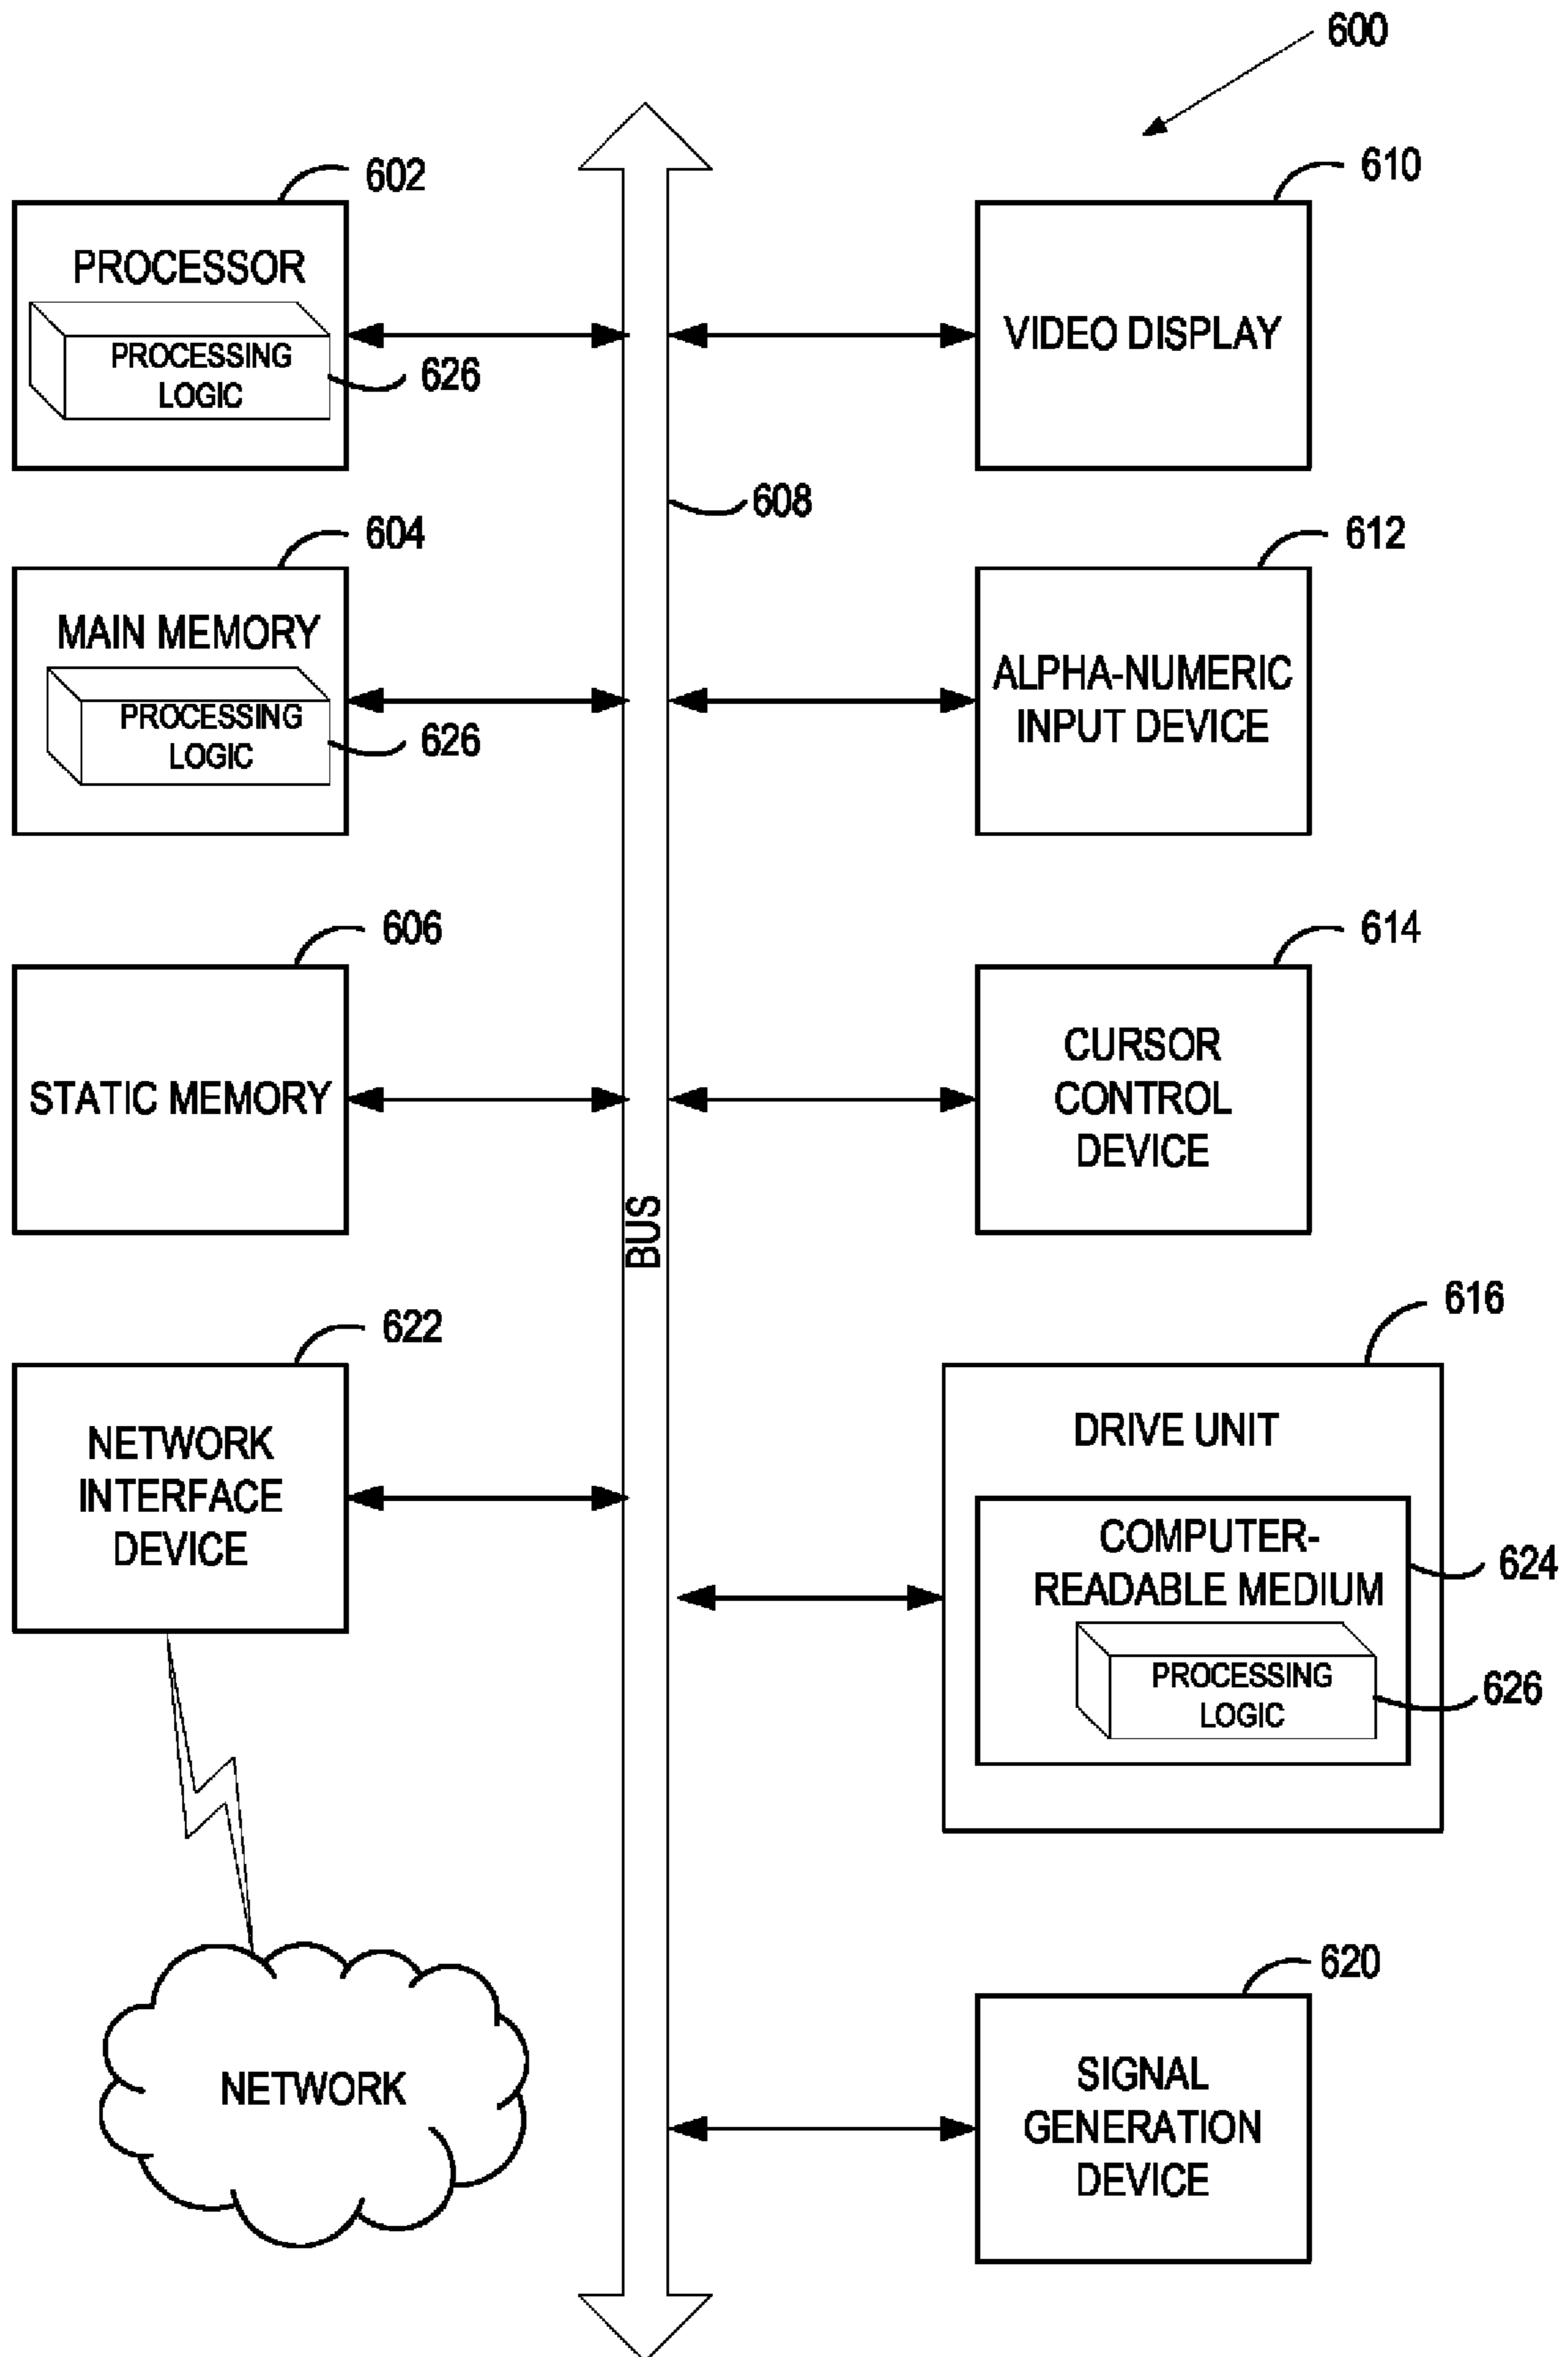 600
602
PROCESSOR
PROCESSING
LOGIC
626
610
VIDEO DISPLAY
608
604
MAIN MEMORY
PROCESSING
LOGIC
626
612
ALPHA-NUMERIC
INPUT DEVICE
606
STATIC MEMORY
614
CURSOR
CONTROL
DEVICE
BUS
622
NETWORK
INTERFACE
DEVICE
616
DRIVE UNIT
COMPUTER-
READABLE MEDIUM
624
PROCESSING
LOGIC
626
NETWORK
620
SIGNAL
GENERATION
DEVICE